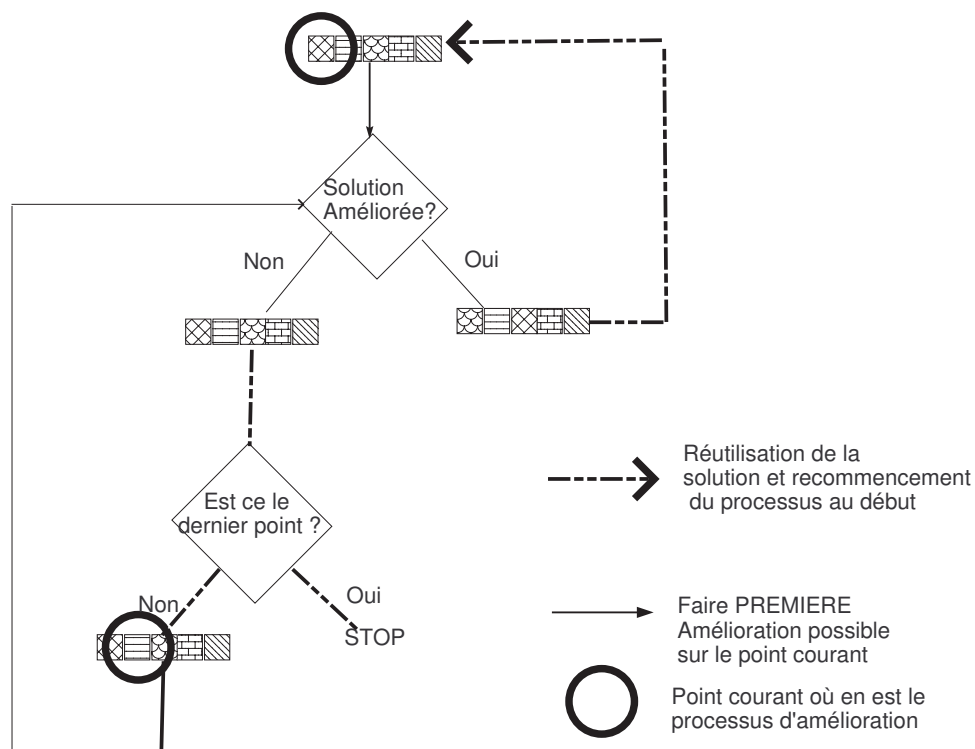 Solution
Améliorée?
Non
Oui
Est ce le
dernier point ?
Non
Oui
STOP
Réutilisation de la
solution et recommencement
du processus au début
Faire PREMIERE
Amélioration possible
sur le point courant
Point courant où en est le
processus d'amélioration